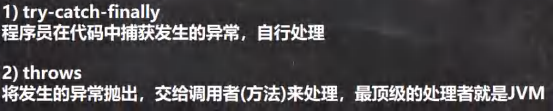 1) try-catch-finally
程序员在代码中捕获发生的异常，自行处理
2) throws
将发生的异常抛出，交给调用者(方法)来处理，最顶级的处理者就是JVM